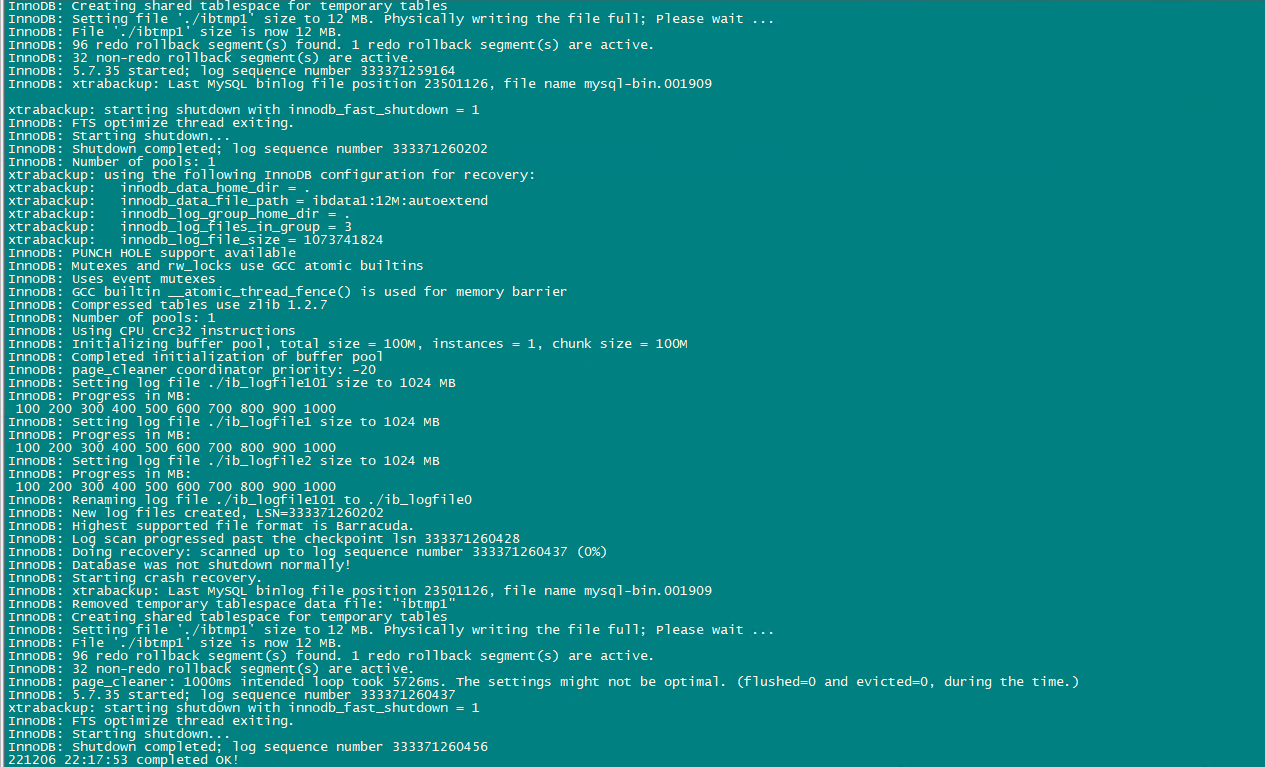 InnoDB: Creating shared tablespace for temporary tables
InnoDB: Setting file './ibtmp1' size to 12 MB. Physically writing the file full; Please wait ...
InnoDB: File './ibtmp1' size is now 12 MB.
InnoDB: 96 redo rollback segment(s) found. 1 redo rollback segment(s) are active.
InnoDB: 32 non-redo rollback segment(s) are active.
InnoDB: 5.7.35 started; log sequence number 333371259164
InnoDB: xtrabackup: Last MySQL binlog file position 23501126, file name mysql-bin.001909

xtrabackup: starting shutdown with innodb_fast_shutdown = 1
InnoDB: FTS optimize thread exiting.
InnoDB: Starting shutdown...
InnoDB: Shutdown completed; log sequence number 333371260202
InnoDB: Number of pools: 1
xtrabackup: using the following InnoDB configuration for recovery:
xtrabackup:   innodb_data_home_dir = .
xtrabackup:   innodb_data_file_path = ibdata1:12M:autoextend
xtrabackup:   innodb_log_group_home_dir = .
xtrabackup:   innodb_log_files_in_group = 3
xtrabackup:   innodb_log_file_size = 1073741824
InnoDB: PUNCH HOLE support available
InnoDB: Mutexes and rw_locks use GCC atomic builtins
InnoDB: Uses event mutexes
InnoDB: GCC builtin __atomic_thread_fence() is used for memory barrier
InnoDB: Compressed tables use zlib 1.2.7
InnoDB: Number of pools: 1
InnoDB: Using CPU crc32 instructions
InnoDB: Initializing buffer pool, total size = 100M, instances = 1, chunk size = 100M
InnoDB: Completed initialization of buffer pool
InnoDB: page_cleaner coordinator priority: -20
InnoDB: Setting log file ./ib_logfile101 size to 1024 MB
InnoDB: Progress in MB:
 100 200 300 400 500 600 700 800 900 1000
InnoDB: Setting log file ./ib_logfile1 size to 1024 MB
InnoDB: Progress in MB:
 100 200 300 400 500 600 700 800 900 1000
InnoDB: Setting log file ./ib_logfile2 size to 1024 MB
InnoDB: Progress in MB:
 100 200 300 400 500 600 700 800 900 1000
InnoDB: Renaming log file ./ib_logfile101 to ./ib_logfile0
InnoDB: New log files created, LSN=333371260202
InnoDB: Highest supported file format is Barracuda.
InnoDB: Log scan progressed past the checkpoint lsn 333371260428
InnoDB: Doing recovery: scanned up to log sequence number 333371260437 (0%)
InnoDB: Database was not shutdown normally!
InnoDB: Starting crash recovery.
InnoDB: xtrabackup: Last MySQL binlog file position 23501126, file name mysql-bin.001909
InnoDB: Removed temporary tablespace data file: "ibtmp1"
InnoDB: Creating shared tablespace for temporary tables
InnoDB: Setting file './ibtmp1' size to 12 MB. Physically writing the file full; Please wait ...
InnoDB: File './ibtmp1' size is now 12 MB.
InnoDB: 96 redo rollback segment(s) found. 1 redo rollback segment(s) are active.
InnoDB: 32 non-redo rollback segment(s) are active.
InnoDB: page_cleaner: 1000ms intended loop took 5726ms. The settings might not be optimal. (flushed=0 and evicted=0, during the time.)
InnoDB: 5.7.35 started; log sequence number 333371260437
xtrabackup: starting shutdown with innodb_fast_shutdown = 1
InnoDB: FTS optimize thread exiting.
InnoDB: Starting shutdown...
InnoDB: Shutdown completed; log sequence number 333371260456
221206 22:17:53 completed OK!